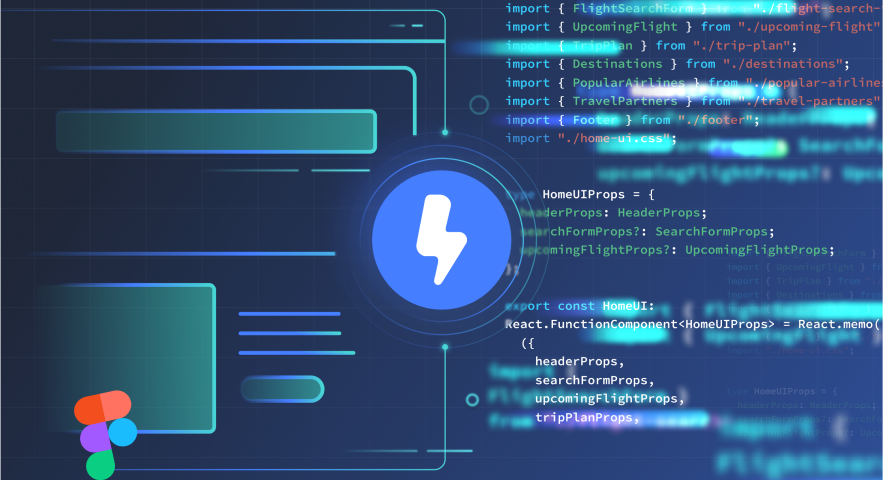 import { FlightSearchForm } from "./flight-search-
import { UpcomingFlight } from "./upcoming-flight"
import { TripPlan } from "./trip-plan";
import { Destinations } from "./destinations";
import { PopularAirlines } from "./popular-airlines
import { TravelPartners } from "./travel-partners"
import { Footer } from "./footer";
import "./home-ui.css";
type HomeUIProps = {
headerProps: HeaderProps;
searchFormProps?: SearchFormProps;
upcomingFlightProps?: UpcomingFlightProps;
};
export const HomeUI:
React.FunctionComponent<HomeUIProps> = React.memo(
({
headerProps,
searchFormProps,
upcomingFlightProps,
tripPlanProps,